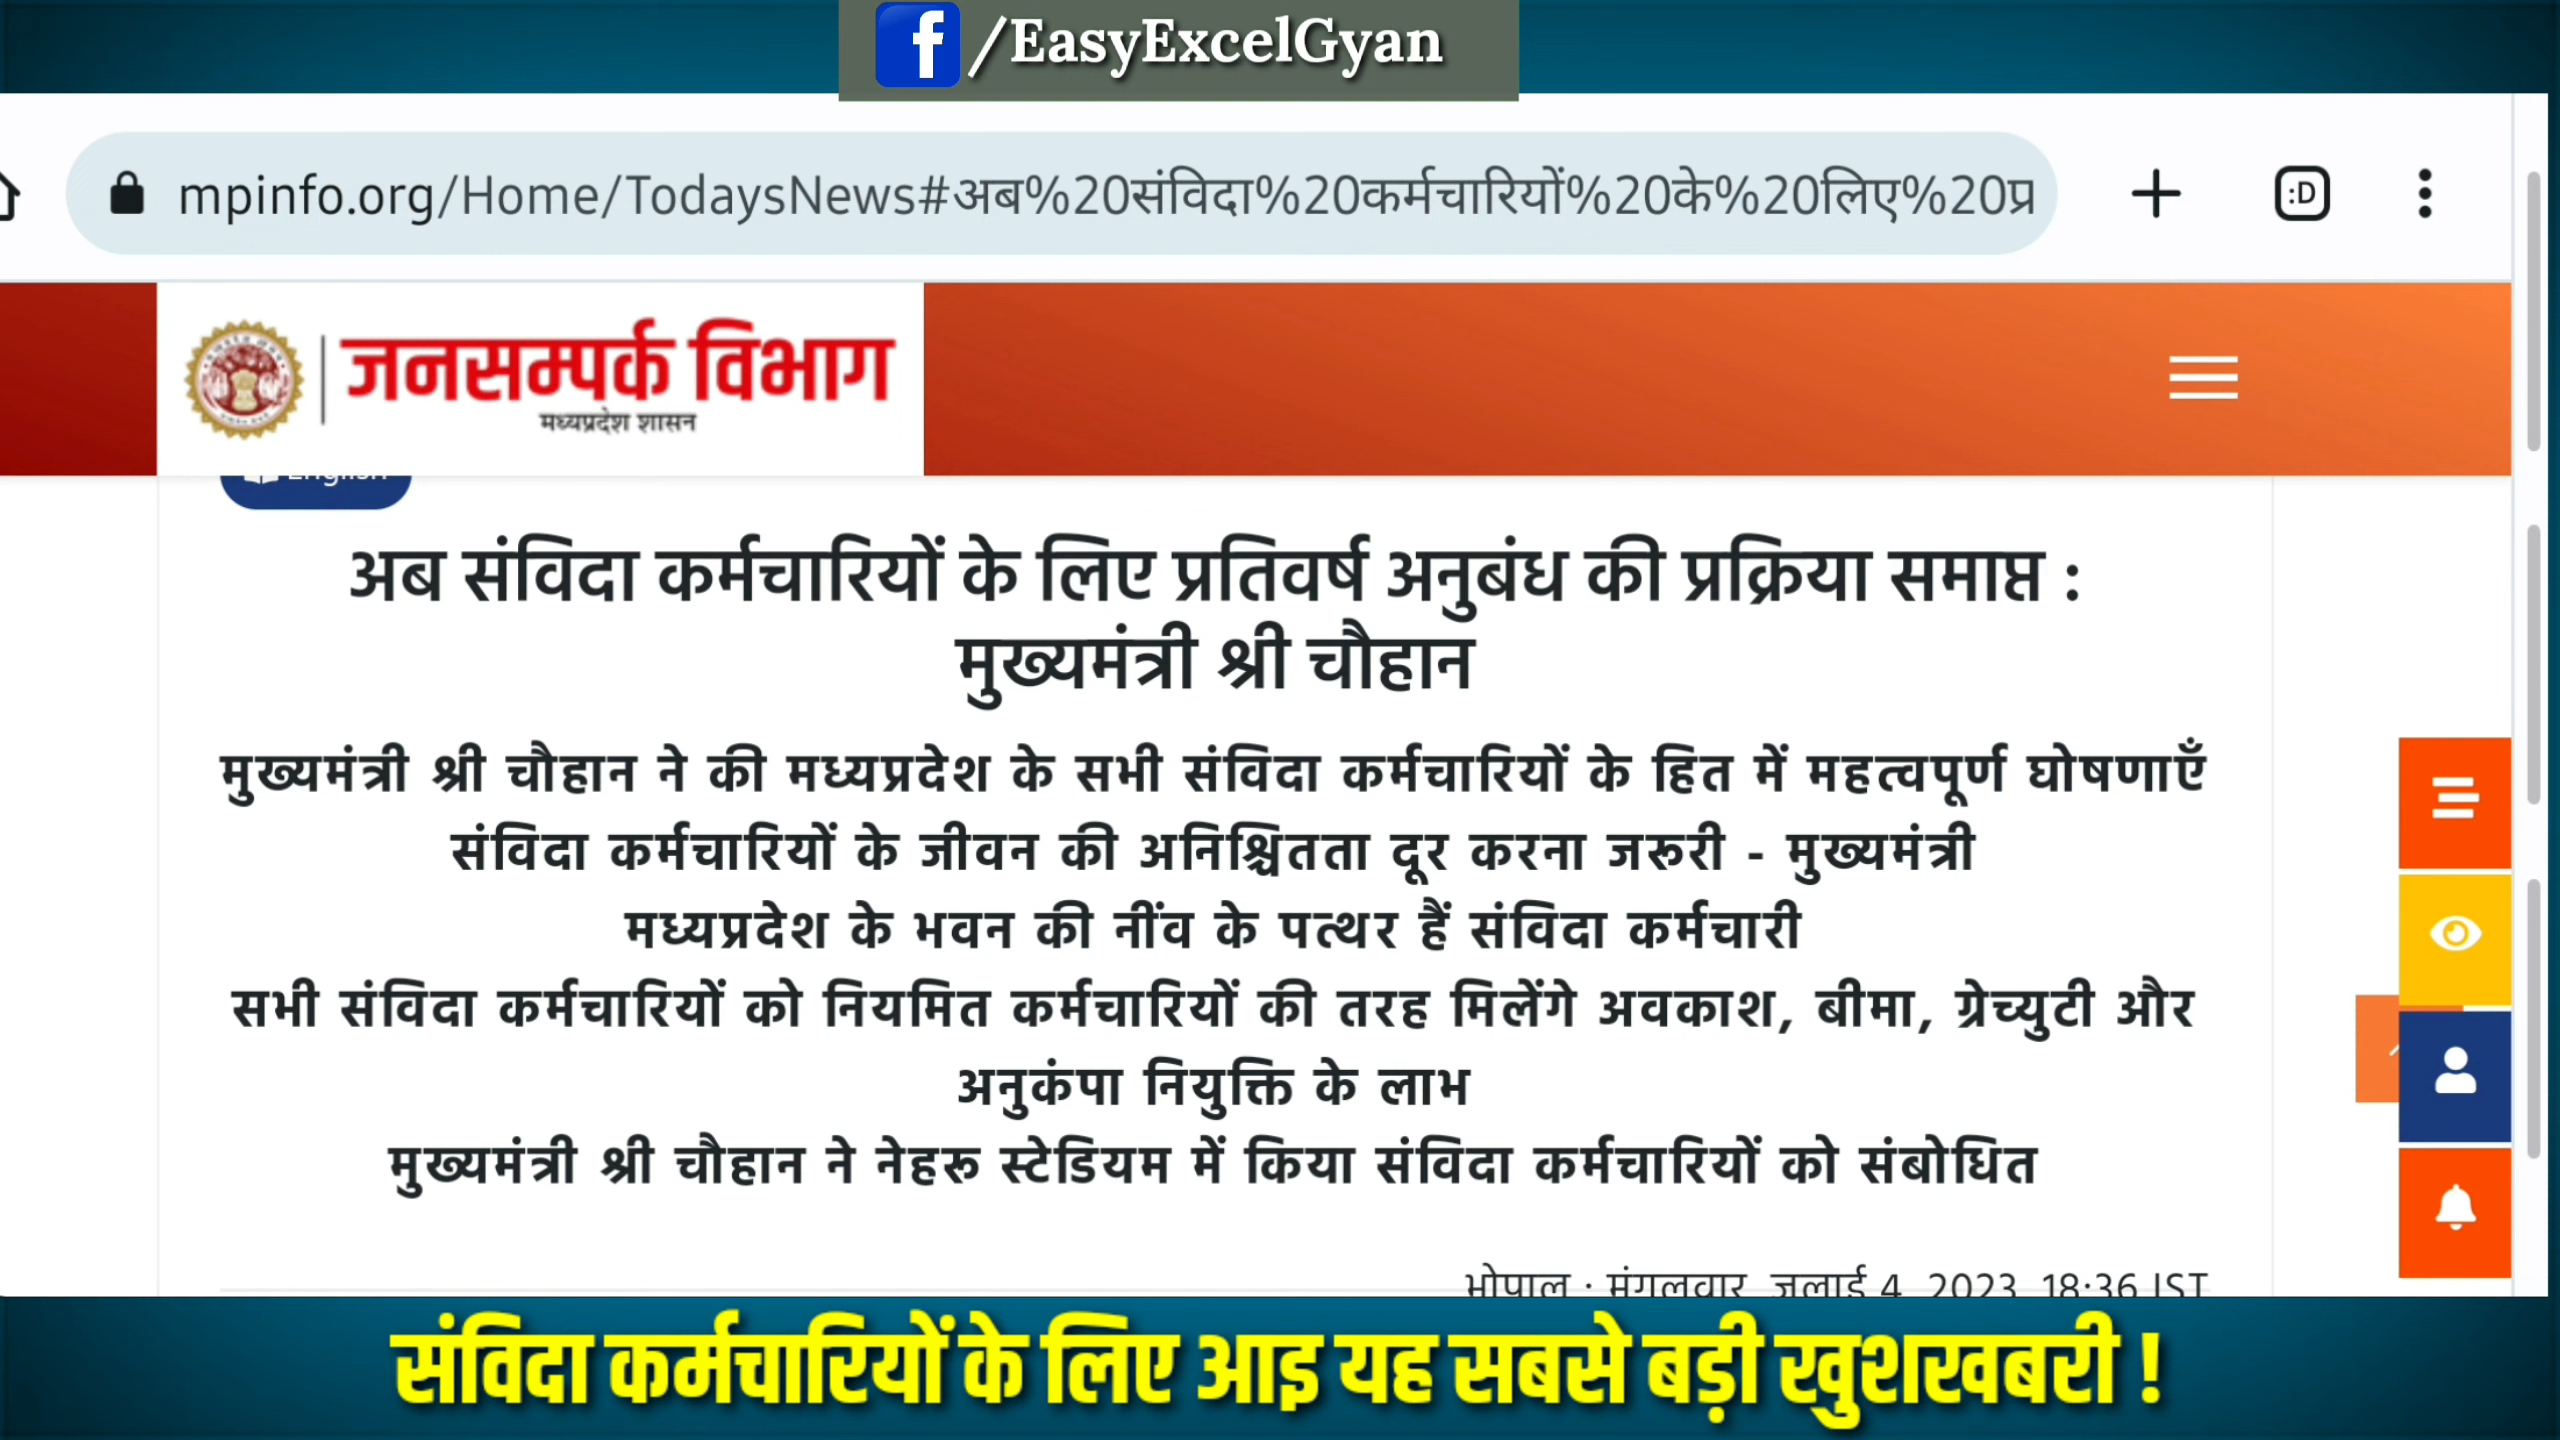 /EasyExcelGyan
mpinfo.org/Home/TodaysNews#अब%20संविदा%20कर्मचारियों%20के%20लिए%20प्र
:D
जनसम्पर्क विभाग
मध्यप्रदेश शासन
English
अब संविदा कर्मचारियों के लिए प्रतिवर्ष अनुबंध की प्रक्रिया समाप्त :
मुख्यमंत्री श्री चौहान
मुख्यमंत्री श्री चौहान ने की मध्यप्रदेश के सभी संविदा कर्मचारियों के हित में महत्वपूर्ण घोषणाएँ
संविदा कर्मचारियों के जीवन की अनिश्चितता दूर करना जरूरी - मुख्यमंत्री
मध्यप्रदेश के भवन की नींव के पत्थर हैं संविदा कर्मचारी
सभी संविदा कर्मचारियों को नियमित कर्मचारियों की तरह मिलेंगे अवकाश, बीमा, ग्रेच्युटी और
अनुकंपा नियुक्ति के लाभ
मुख्यमंत्री श्री चौहान ने नेहरू स्टेडियम में किया संविदा कर्मचारियों को संबोधित
भोपाल : मंगलवार, जुलाई 4, 2023, 18:36 IST
संविदा कर्मचारियों के लिए आइ यह सबसे बड़ी खुशखबरी !